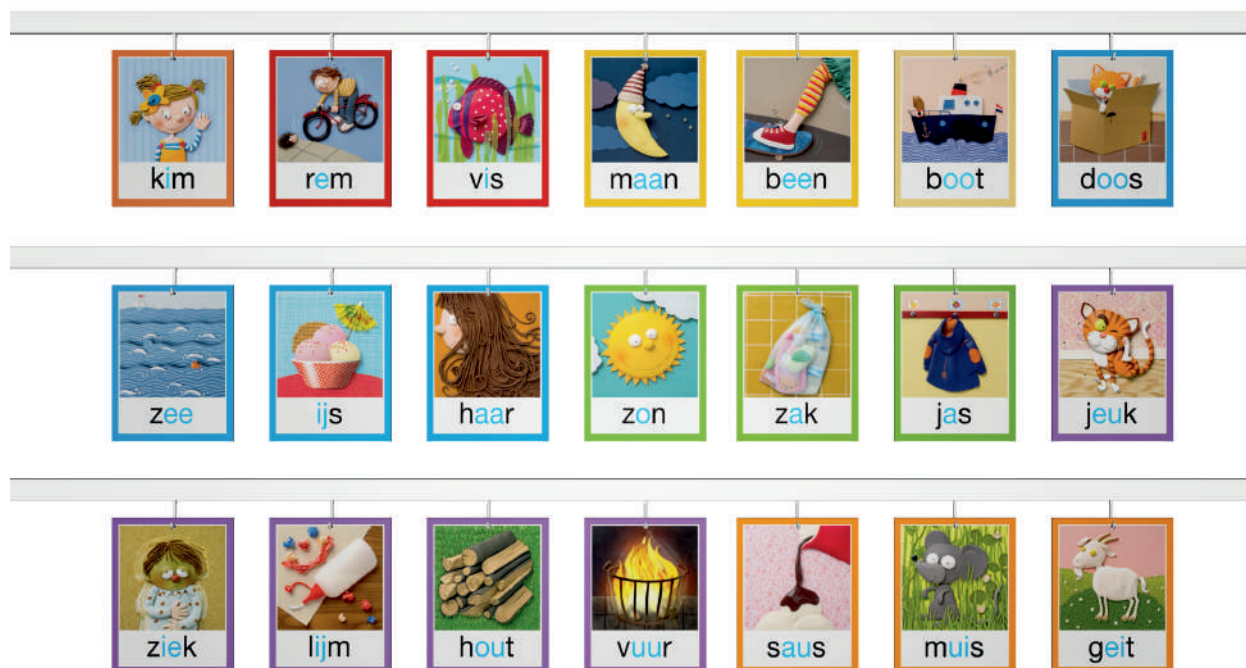 kim rem vis maan been boot doos
zee ijs haar zon zak jas jeuk
ziek lijm hout vuur saus muis geit